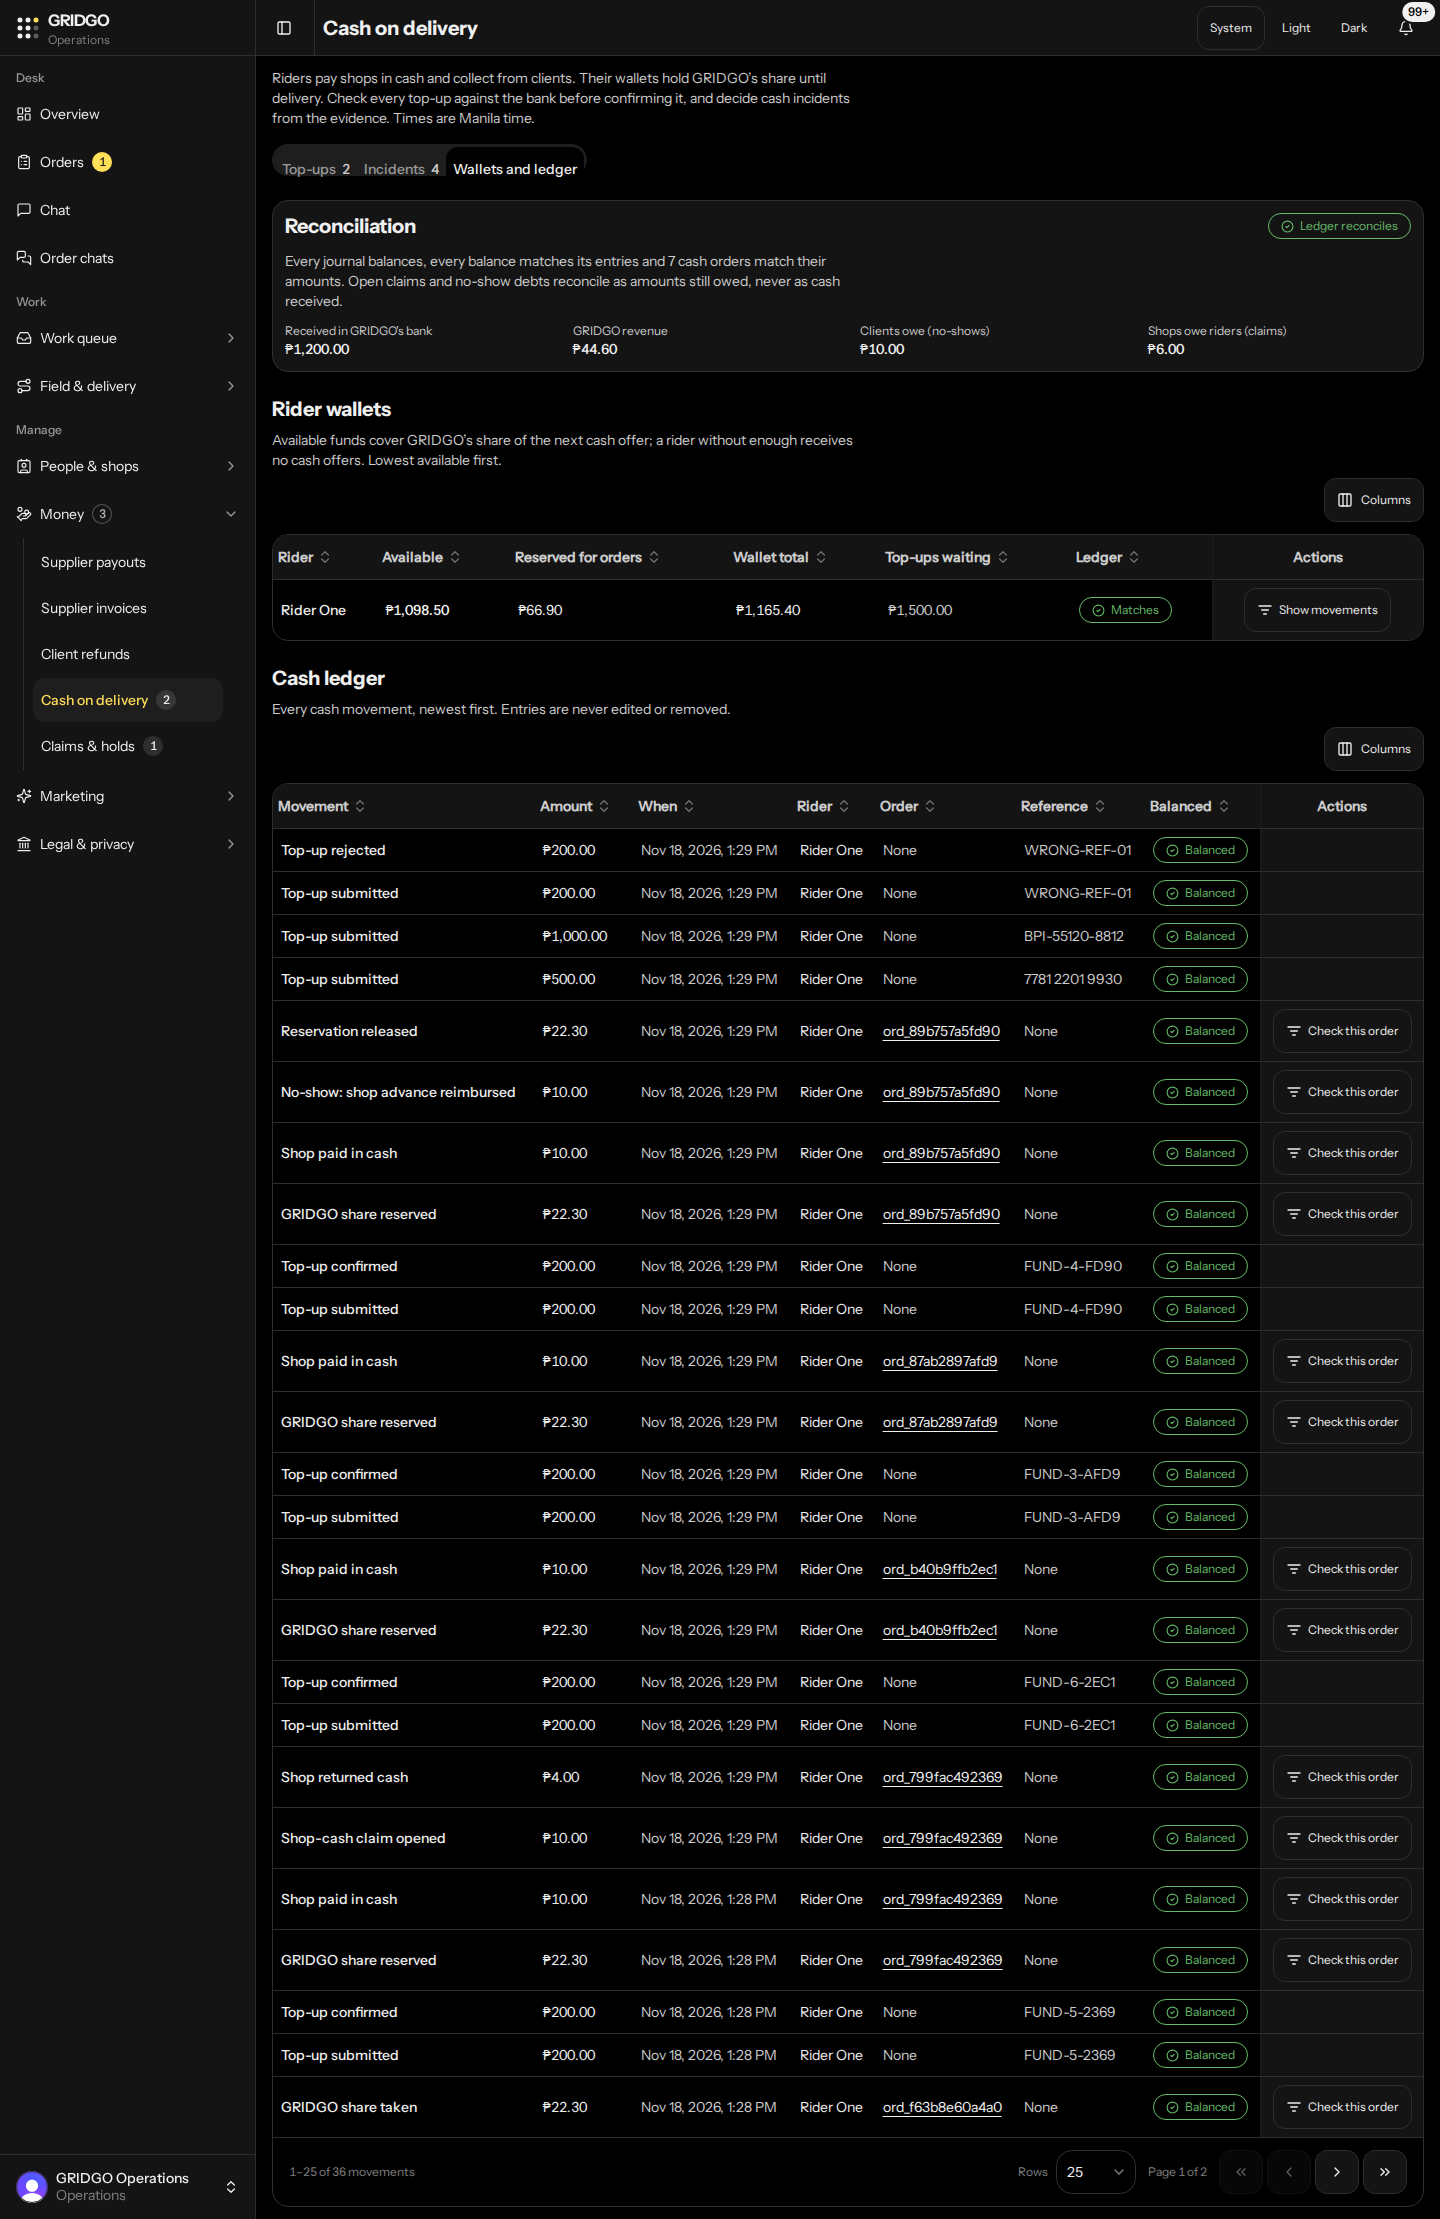 GRIDGO
Operations
Cash on delivery
System
Light
Dark
99+
Desk
Overview
Orders 1
Chat
Order chats
Work
Work queue
Field & delivery
Manage
People & shops
Money 3
Supplier payouts
Supplier invoices
Client refunds
Cash on delivery 2
Claims & holds 1
Marketing
Legal & privacy
GRIDGO Operations
Operations
Riders pay shops in cash and collect from clients. Their wallets hold GRIDGO's share until
delivery. Check every top-up against the bank before confirming it, and decide cash incidents
from the evidence. Times are Manila time.
Top-ups 2 Incidents 4 Wallets and ledger
Reconciliation
Ledger reconciles
Every journal balances, every balance matches its entries and 7 cash orders match their
amounts. Open claims and no-show debts reconcile as amounts still owed, never as cash
received.
Received in GRIDGO's bank GRIDGO revenue Clients owe (no-shows) Shops owe riders (claims)
₱1,200.00 ₱44.60 ₱10.00 ₱6.00
Rider wallets
Available funds cover GRIDGO's share of the next cash offer; a rider without enough receives
no cash offers. Lowest available first.
Columns
Rider Available Reserved for orders Wallet total Top-ups waiting Ledger Actions
Rider One ₱1,098.50 ₱66.90 ₱1,165.40 ₱1,500.00 Matches Show movements
Cash ledger
Every cash movement, newest first. Entries are never edited or removed.
Columns
Movement Amount When Rider Order Reference Balanced Actions
Top-up rejected ₱200.00 Nov 18, 2026, 1:29 PM Rider One None WRONG-REF-01 Balanced
Top-up submitted ₱200.00 Nov 18, 2026, 1:29 PM Rider One None WRONG-REF-01 Balanced
Top-up submitted ₱1,000.00 Nov 18, 2026, 1:29 PM Rider One None BPI-55120-8812 Balanced
Top-up submitted ₱500.00 Nov 18, 2026, 1:29 PM Rider One None 7781 2201 9930 Balanced
Reservation released ₱22.30 Nov 18, 2026, 1:29 PM Rider One ord_89b757a5fd90 None Balanced Check this order
No-show: shop advance reimbursed ₱10.00 Nov 18, 2026, 1:29 PM Rider One ord_89b757a5fd90 None Balanced Check this order
Shop paid in cash ₱10.00 Nov 18, 2026, 1:29 PM Rider One ord_89b757a5fd90 None Balanced Check this order
GRIDGO share reserved ₱22.30 Nov 18, 2026, 1:29 PM Rider One ord_89b757a5fd90 None Balanced Check this order
Top-up confirmed ₱200.00 Nov 18, 2026, 1:29 PM Rider One None FUND-4-FD90 Balanced
Top-up submitted ₱200.00 Nov 18, 2026, 1:29 PM Rider One None FUND-4-FD90 Balanced
Shop paid in cash ₱10.00 Nov 18, 2026, 1:29 PM Rider One ord_87ab2897afd9 None Balanced Check this order
GRIDGO share reserved ₱22.30 Nov 18, 2026, 1:29 PM Rider One ord_87ab2897afd9 None Balanced Check this order
Top-up confirmed ₱200.00 Nov 18, 2026, 1:29 PM Rider One None FUND-3-AFD9 Balanced
Top-up submitted ₱200.00 Nov 18, 2026, 1:29 PM Rider One None FUND-3-AFD9 Balanced
Shop paid in cash ₱10.00 Nov 18, 2026, 1:29 PM Rider One ord_b40b9ffb2ec1 None Balanced Check this order
GRIDGO share reserved ₱22.30 Nov 18, 2026, 1:29 PM Rider One ord_b40b9ffb2ec1 None Balanced Check this order
Top-up confirmed ₱200.00 Nov 18, 2026, 1:29 PM Rider One None FUND-6-2EC1 Balanced
Top-up submitted ₱200.00 Nov 18, 2026, 1:29 PM Rider One None FUND-6-2EC1 Balanced
Shop returned cash ₱4.00 Nov 18, 2026, 1:29 PM Rider One ord_799fac492369 None Balanced Check this order
Shop-cash claim opened ₱10.00 Nov 18, 2026, 1:29 PM Rider One ord_799fac492369 None Balanced Check this order
Shop paid in cash ₱10.00 Nov 18, 2026, 1:28 PM Rider One ord_799fac492369 None Balanced Check this order
GRIDGO share reserved ₱22.30 Nov 18, 2026, 1:28 PM Rider One ord_799fac492369 None Balanced Check this order
Top-up confirmed ₱200.00 Nov 18, 2026, 1:28 PM Rider One None FUND-5-2369 Balanced
Top-up submitted ₱200.00 Nov 18, 2026, 1:28 PM Rider One None FUND-5-2369 Balanced
GRIDGO share taken ₱22.30 Nov 18, 2026, 1:28 PM Rider One ord_f63b8e60a4a0 None Balanced Check this order
1–25 of 36 movements Rows 25 Page 1 of 2